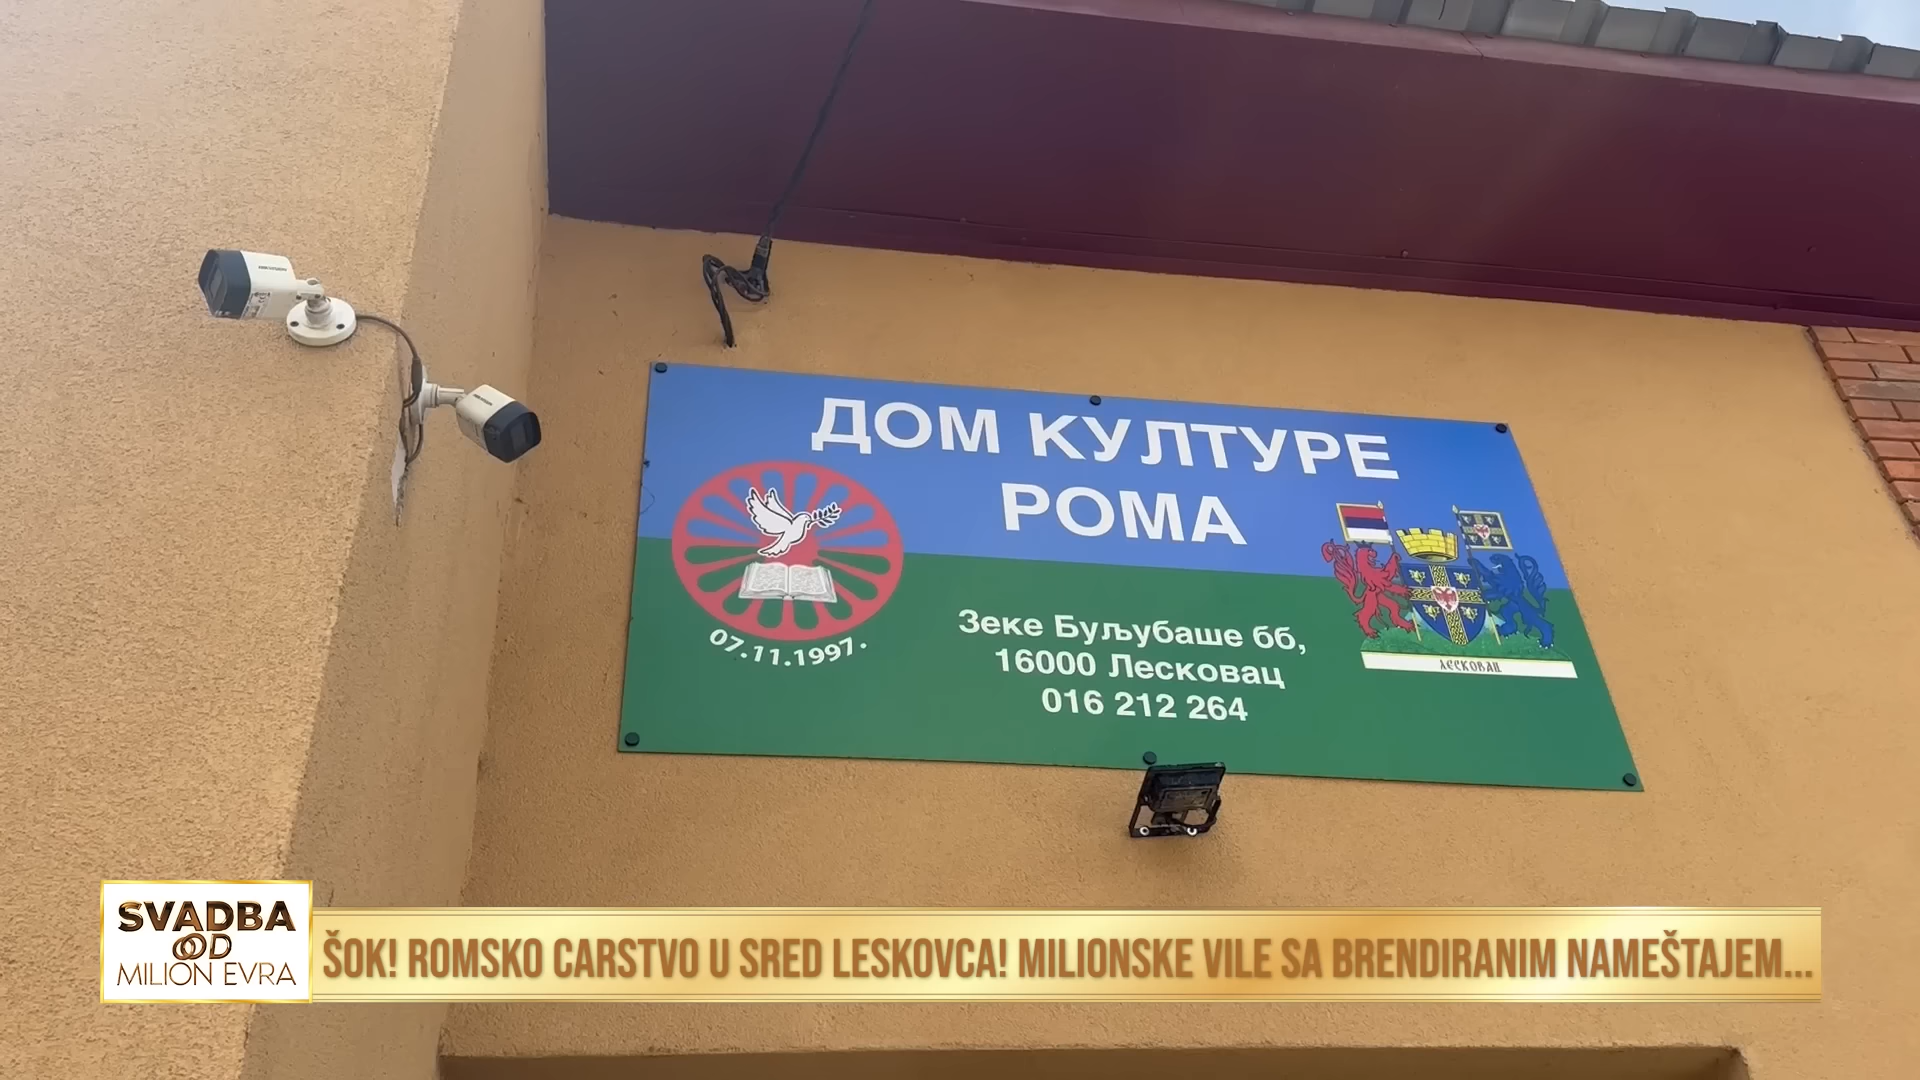 ДОМ КУЛТУРЕ
РОМА
07.11.1997.
Зеке Буљубаше бб,
16000 Лесковац
016 212 264
ЛЕСКОВАЦ
SVADBA
OD
MILION EVRA
ŠOK! ROMSKO CARSTVO U SRED LESKOVCA! MILIONSKE VILE SA BRENDIRANIM NAMEŠTAJEM...